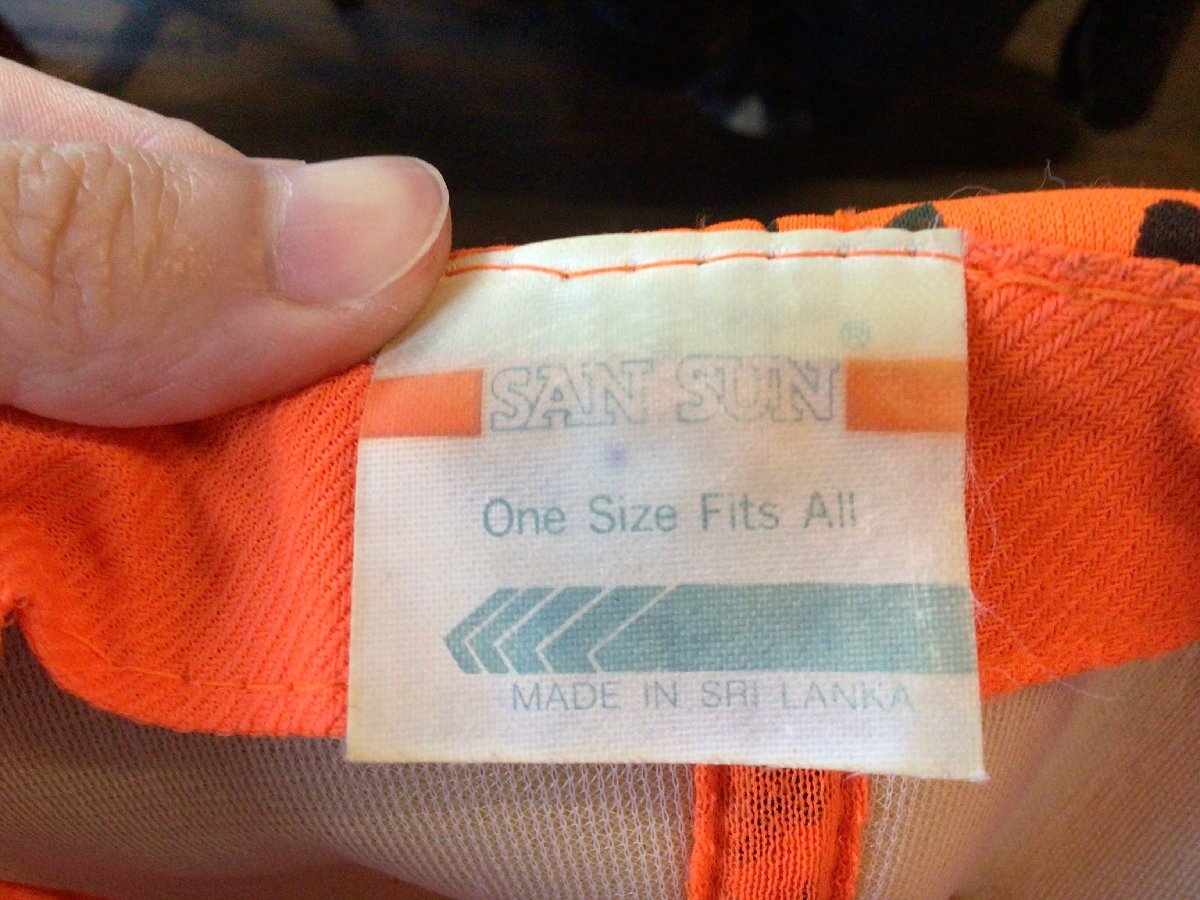 ®
SAN SUN
One Size Fits All
MADE IN SRI LANKA